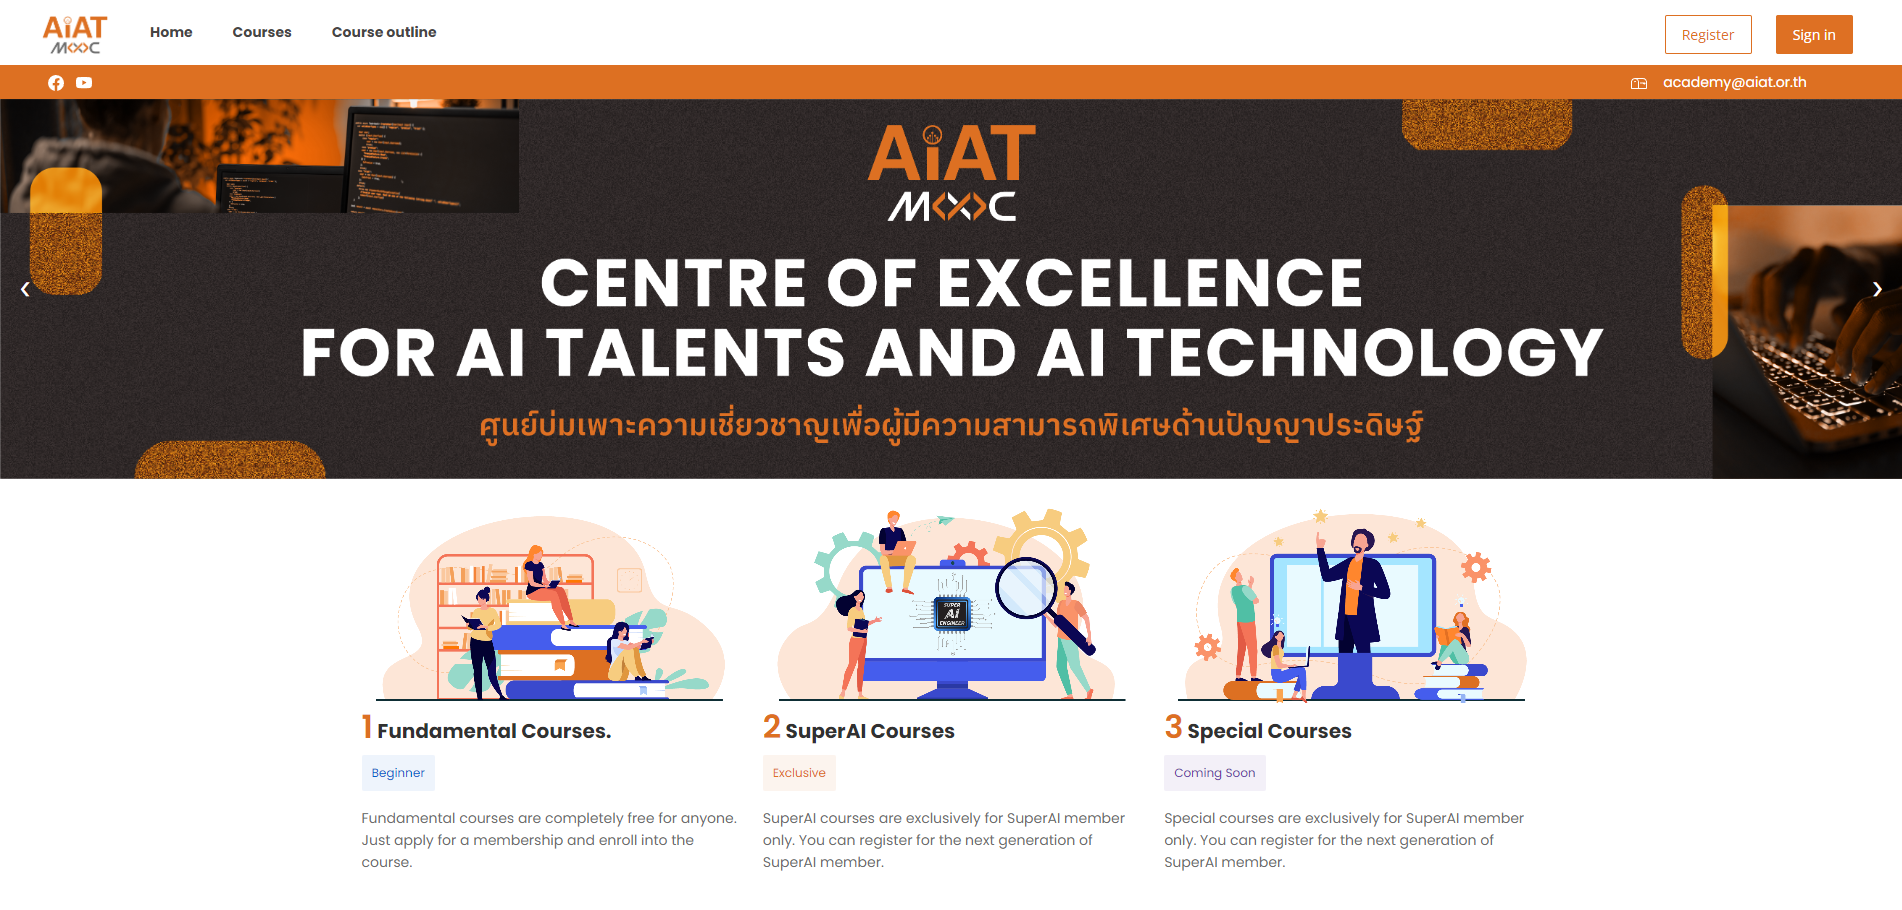 AiAT
MOOC
Home
Courses
Course outline
Register
Sign in
academy@aiat.or.th
AiAT
MOOC
CENTRE OF EXCELLENCE
FOR AI TALENTS AND AI TECHNOLOGY
ศูนย์บ่มเพาะความเชี่ยวชาญเพื่อผู้มีความสามารถพิเศษด้านปัญญาประดิษฐ์
SUPER
AI
ENGINEER
1 Fundamental Courses.
Beginner
Fundamental courses are completely free for anyone.
Just apply for a membership and enroll into the
course.
2 SuperAI Courses
Exclusive
SuperAI courses are exclusively for SuperAI member
only. You can register for the next generation of
SuperAI member.
3 Special Courses
Coming Soon
Special courses are exclusively for SuperAI member
only. You can register for the next generation of
SuperAI member.